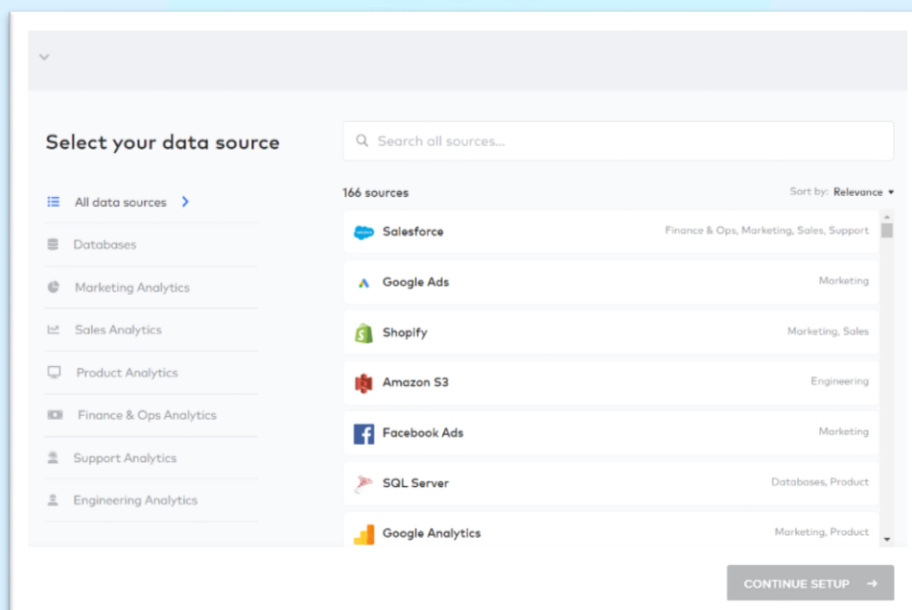 Select your data source
Search all sources...
All data sources
166 sources
Sort by: Relevance
Salesforce
Finance & Ops, Marketing, Sales, Support
Databases
Google Ads
Marketing
Marketing Analytics
Sales Analytics
Shopify
Marketing, Sales
Product Analytics
Amazon S3
Engineering
Finance & Ops Analytics
Facebook Ads
Marketing
Support Analytics
SQL Server
Databases, Product
Engineering Analytics
Google Analytics
Marketing, Product
CONTINUE SETUP